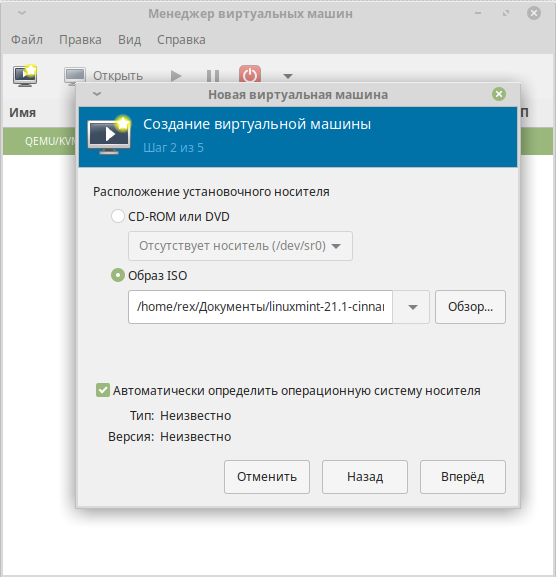 Менеджер виртуальных машин
Файл Правка Вид Справка
Открыть
Имя
QEMU/KVM
Новая виртуальная машина
Создание виртуальной машины
Шаг 2 из 5
Расположение установочного носителя
CD-ROM или DVD
Отсутствует носитель (/dev/sr0)
Образ ISO
/home/rex/Документы/linuxmint-21.1-cinna
Обзор...
Автоматически определить операционную систему носителя
Тип: Неизвестно
Версия: Неизвестно
Отменить Назад Вперёд